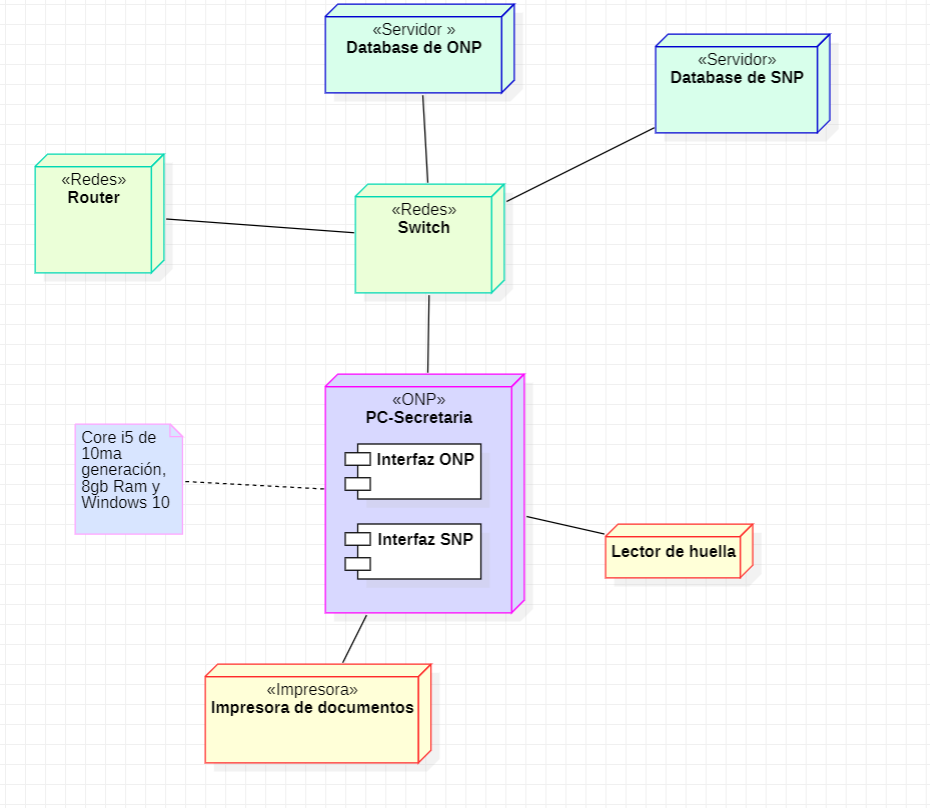 «Servidor »
Database de ONP
«Servidor»
Database de SNP
«Redes»
Router
«Redes»
Switch
«ONP»
PC-Secretaria
Interfaz ONP
Interfaz SNP
Core i5 de
10ma
generación,
8gb Ram y
Windows 10
Lector de huella
«Impresora»
Impresora de documentos